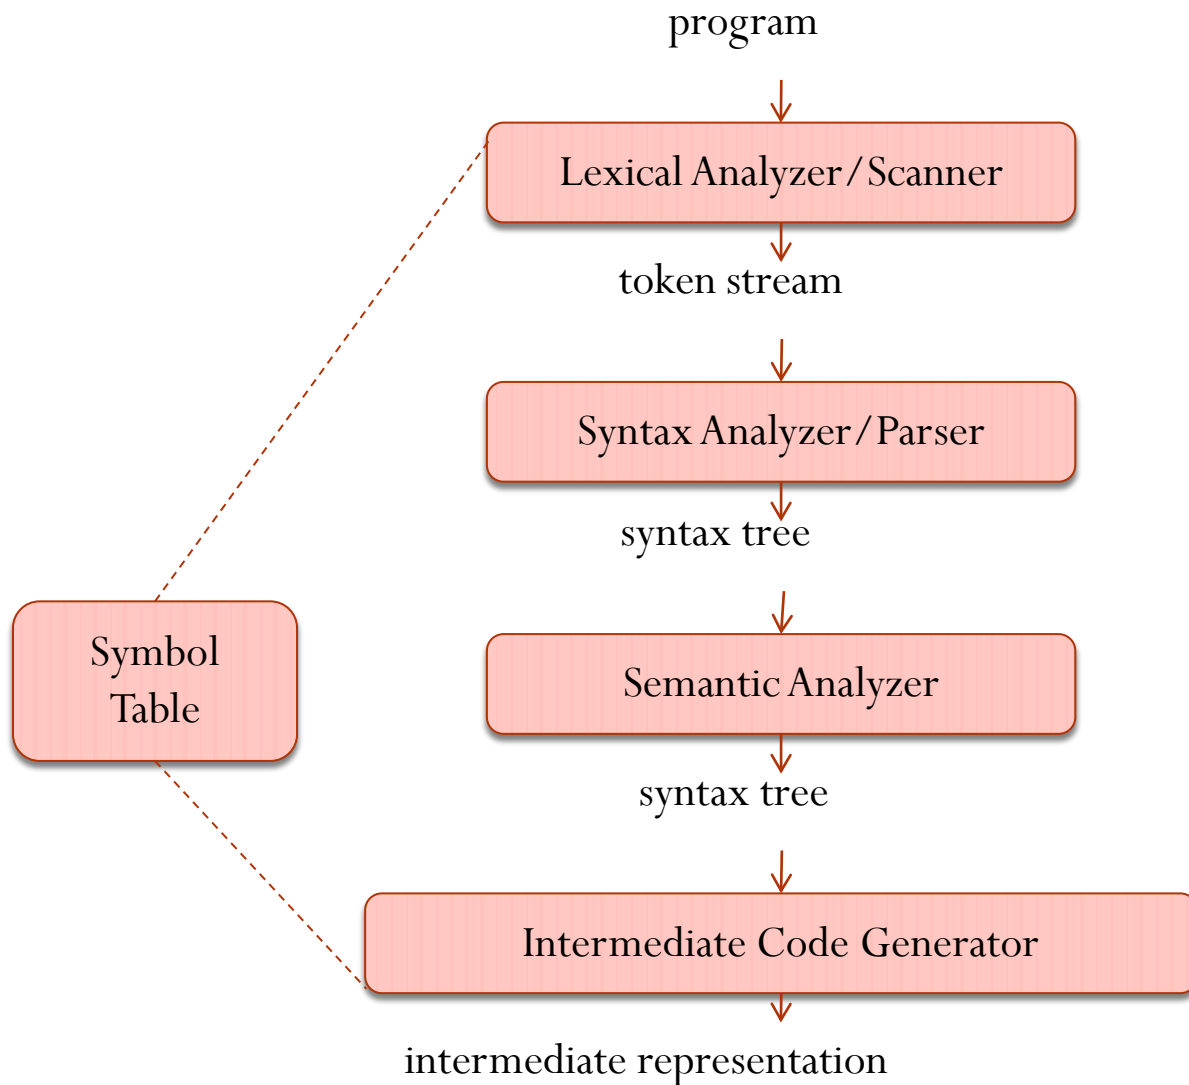 program
Lexical Analyzer/Scanner
token stream
Syntax Analyzer/Parser
syntax tree
Symbol
Table
Semantic Analyzer
syntax tree
Intermediate Code Generator
intermediate representation